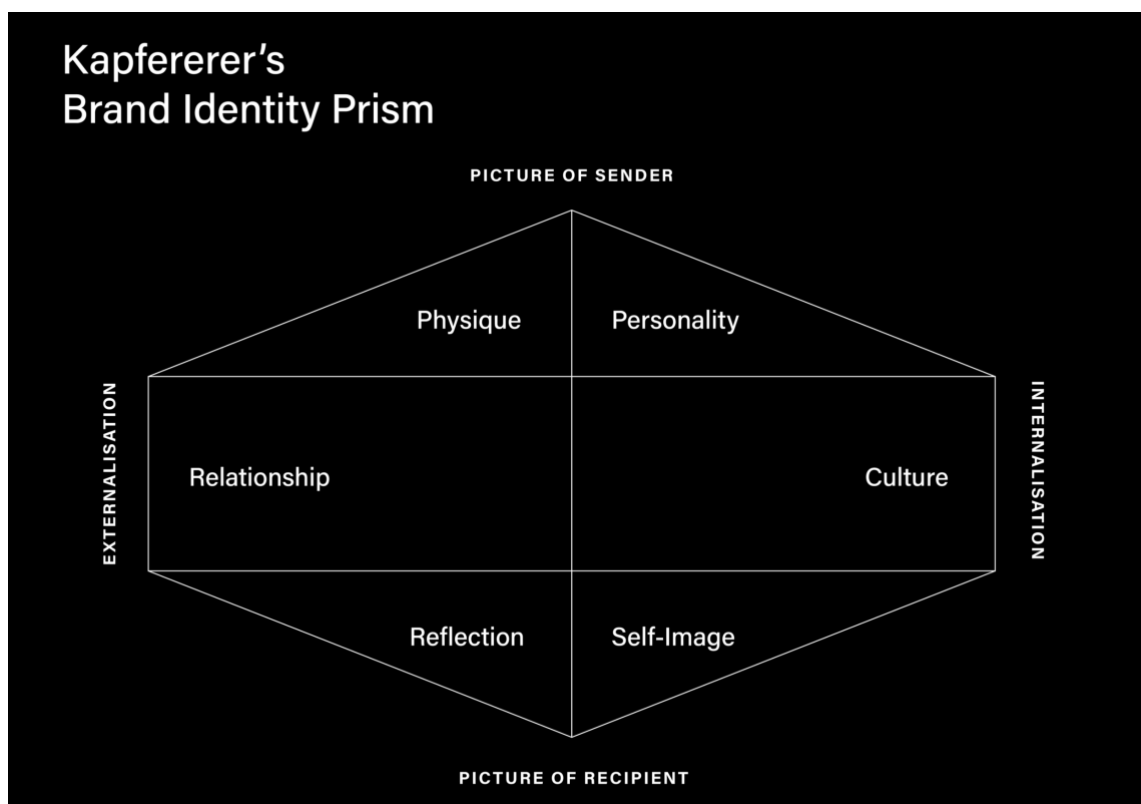 Kapfererer’s
Brand Identity Prism
PICTURE OF SENDER
Physique
Personality
EXTERNALISATION
Relationship
Culture
INTERNALISATION
Reflection
Self-Image
PICTURE OF RECIPIENT